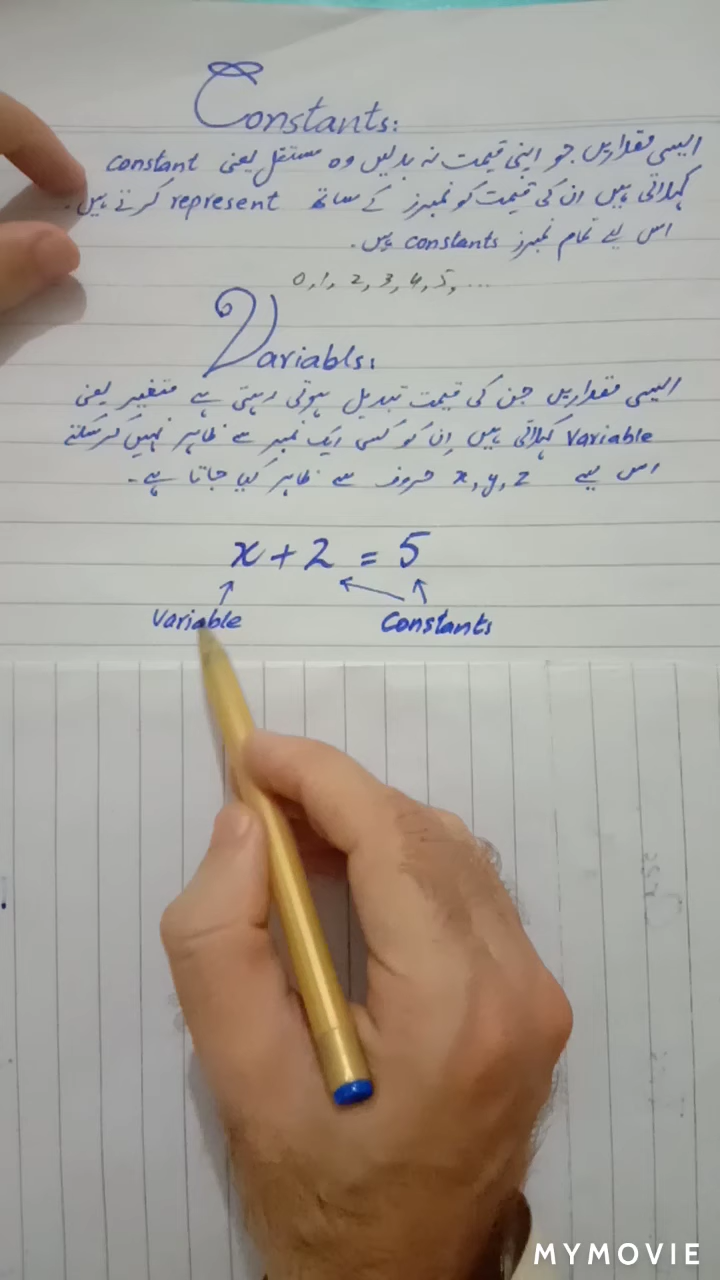 Constants:
ایسی مقداریں جو اپنی قیمت نہ بدلیں وہ مستقل یعنی constant
کہلاتی ہیں ان کی قیمت کو نمبرز کے ساتھ represent کرتے ہیں۔
اس لیے تمام نمبرز constants ہیں۔
0,1,2,3,4,5,...
Variabls:
ایسی مقداریں جن کی قیمت تبدیل ہوتی رہتی ہے متغیر یعنی
Variable کہلاتی ہیں اِن کو کسی ایک نمبر سے ظاہر نہیں کر سکتے
اس لیے x,y,z حروف سے ظاہر کیا جاتا ہے۔
x+2 = 5
Variable Constants
MYMOVIE